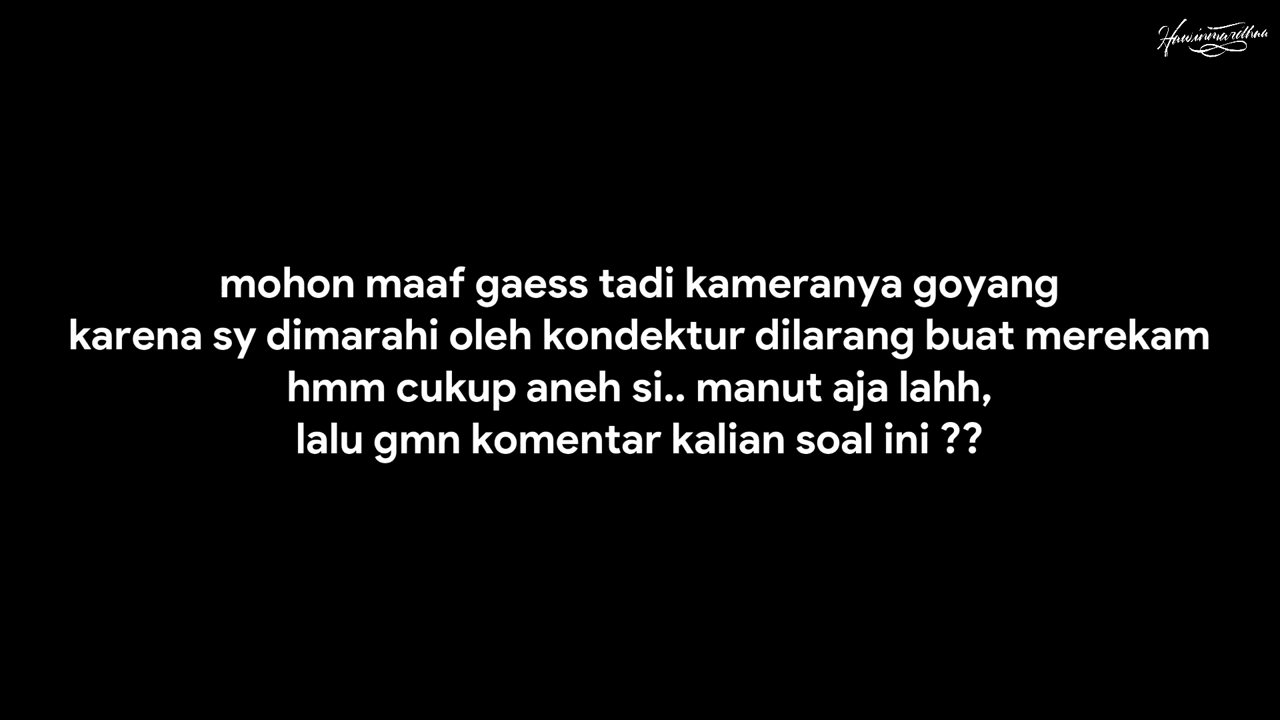 Hawinmardhaa
mohon maaf gaess tadi kameranya goyang
karena sy dimarahi oleh kondektur dilarang buat merekam
hmm cukup aneh si.. manut aja lahh,
lalu gmn komentar kalian soal ini ??